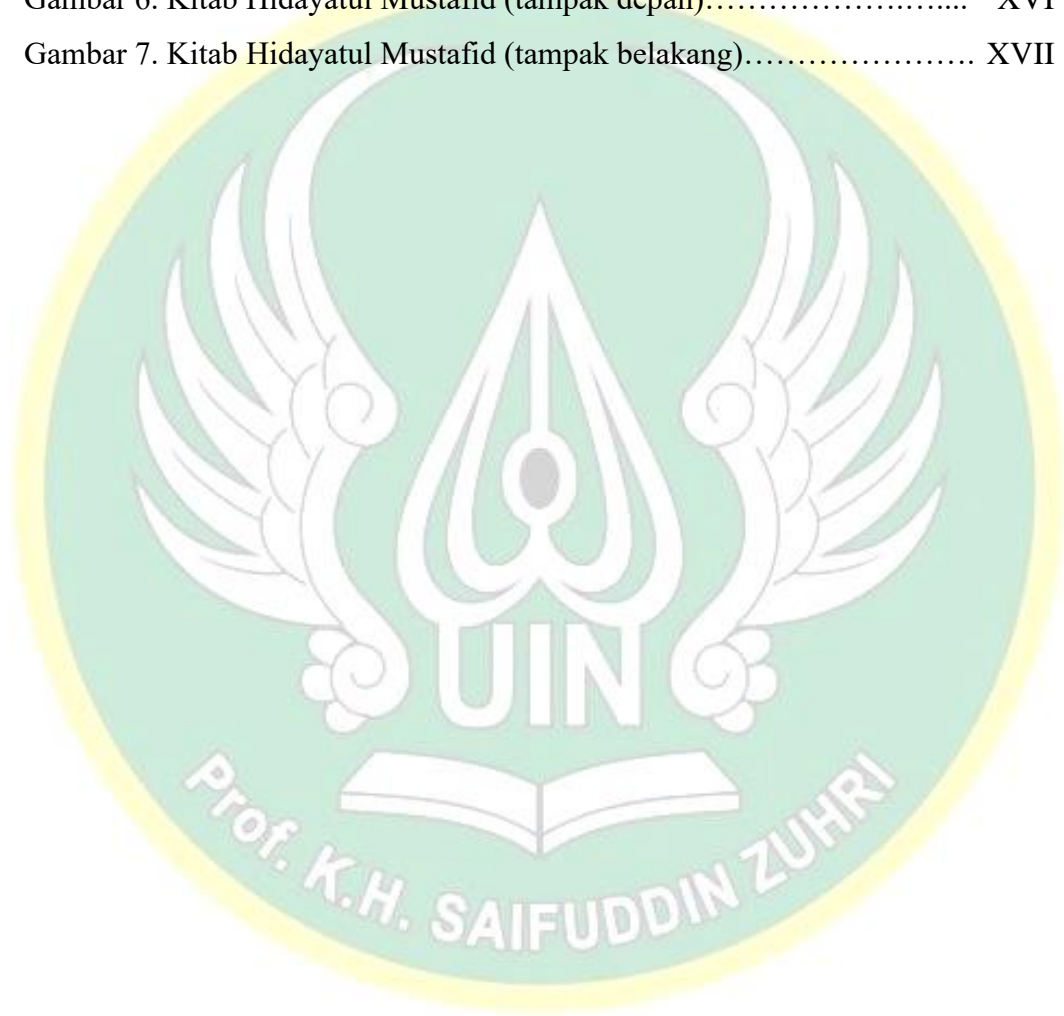 Gambar 6. Kitab Hidayatul Mustafid (tampak depan)……………….…... XVI
Gambar 7. Kitab Hidayatul Mustafid (tampak belakang)…………………. XVII
UIN
Prof. K.H. SAIFUDDIN ZUHRI